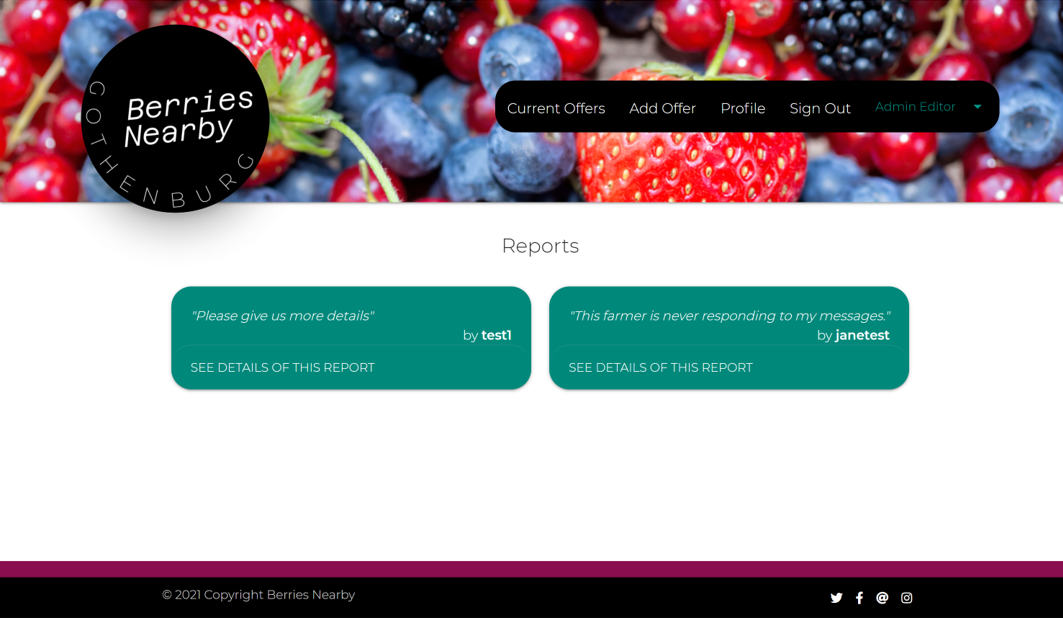 Berries
Nearby
GOTHENBURG
Current Offers
Add Offer
Profile
Sign Out
Admin Editor
Reports
"Please give us more details"
by test1
SEE DETAILS OF THIS REPORT
"This farmer is never responding to my messages."
by janetest
SEE DETAILS OF THIS REPORT
© 2021 Copyright Berries Nearby